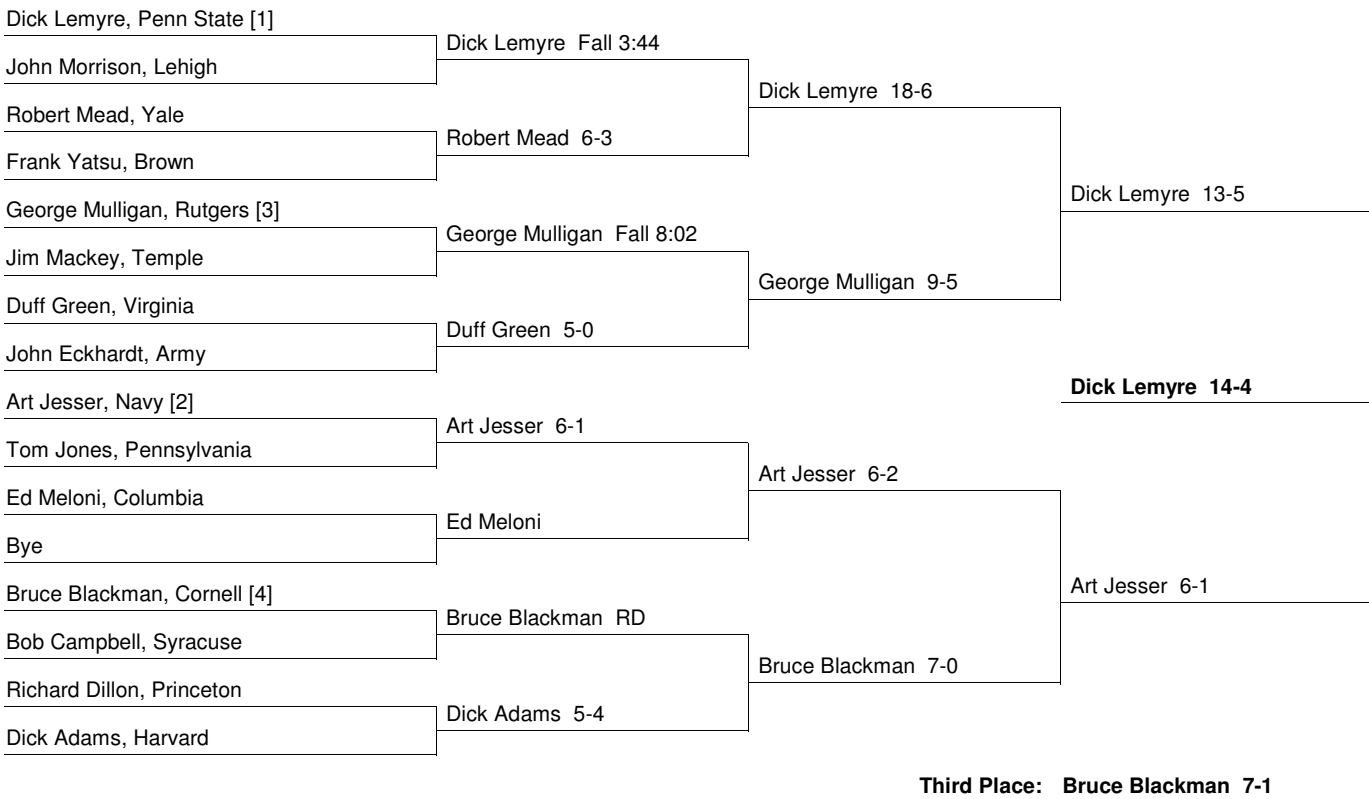 Dick Lemyre, Penn State [1]
John Morrison, Lehigh
Robert Mead, Yale
Frank Yatsu, Brown
George Mulligan, Rutgers [3]
Jim Mackey, Temple
Duff Green, Virginia
John Eckhardt, Army
Art Jesser, Navy [2]
Tom Jones, Pennsylvania
Ed Meloni, Columbia
Bye
Bruce Blackman, Cornell [4]
Bob Campbell, Syracuse
Richard Dillon, Princeton
Dick Adams, Harvard
Dick Lemyre Fall 3:44
Robert Mead 6-3
George Mulligan Fall 8:02
Duff Green 5-0
Art Jesser 6-1
Ed Meloni
Bruce Blackman RD
Dick Adams 5-4
Dick Lemyre 18-6
George Mulligan 9-5
Art Jesser 6-2
Bruce Blackman 7-0
Dick Lemyre 13-5
Art Jesser 6-1
Dick Lemyre 14-4
Third Place: Bruce Blackman 7-1